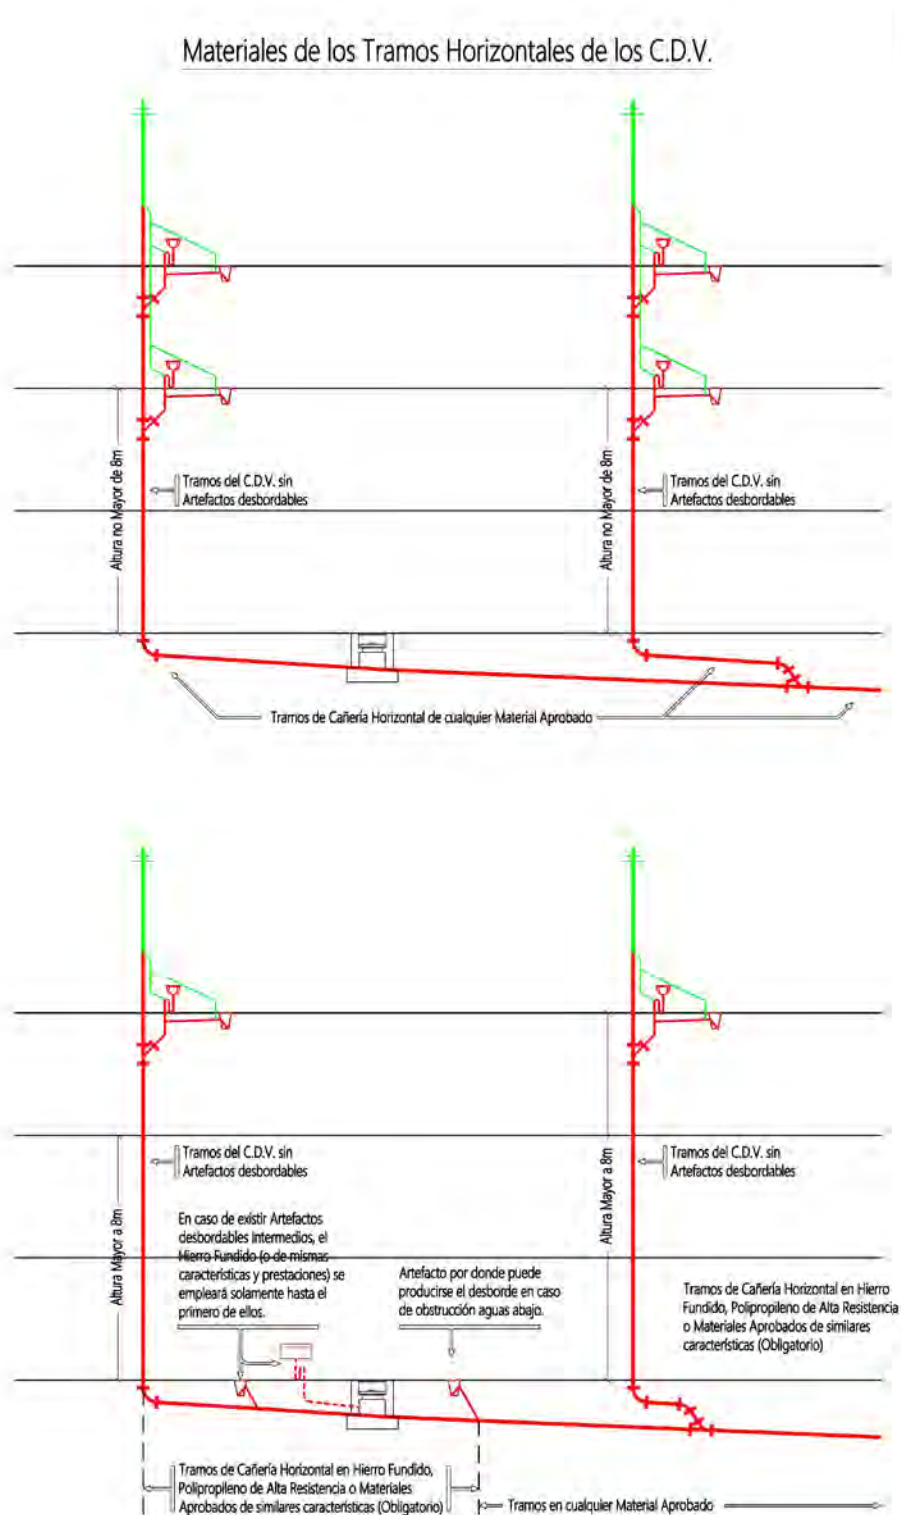 Materiales de los Tramos Horizontales de los C.D.V.
Altura no Mayor de 8m
Tramos del C.D.V. sin
Artefactos desbordables
Altura no Mayor de 8m
Tramos del C.D.V. sin
Artefactos desbordables
Tramos de Cañería Horizontal de cualquier Material Aprobado
Altura Mayor a 8m
Tramos del C.D.V. sin
Artefactos desbordables
Altura Mayor a 8m
Tramos del C.D.V. sin
Artefactos desbordables
En caso de existir Artefactos
desbordables Intermedios, el
Hierro Fundido (o de mismas
características y prestaciones) se
empleará solamente hasta el
primero de ellos.
Artefacto por donde puede
producirse el desborde en caso
de obstrucción aguas abajo.
Tramos de Cañería Horizontal en Hierro
Fundido, Polipropileno de Alta Resistencia
o Materiales Aprobados de similares
características (Obligatorio)
Tramos de Cañería Horizontal en Hierro Fundido,
Polipropileno de Alta Resistencia o Materiales
Aprobados de similares características (Obligatorio)
Tramos en cualquier Material Aprobado